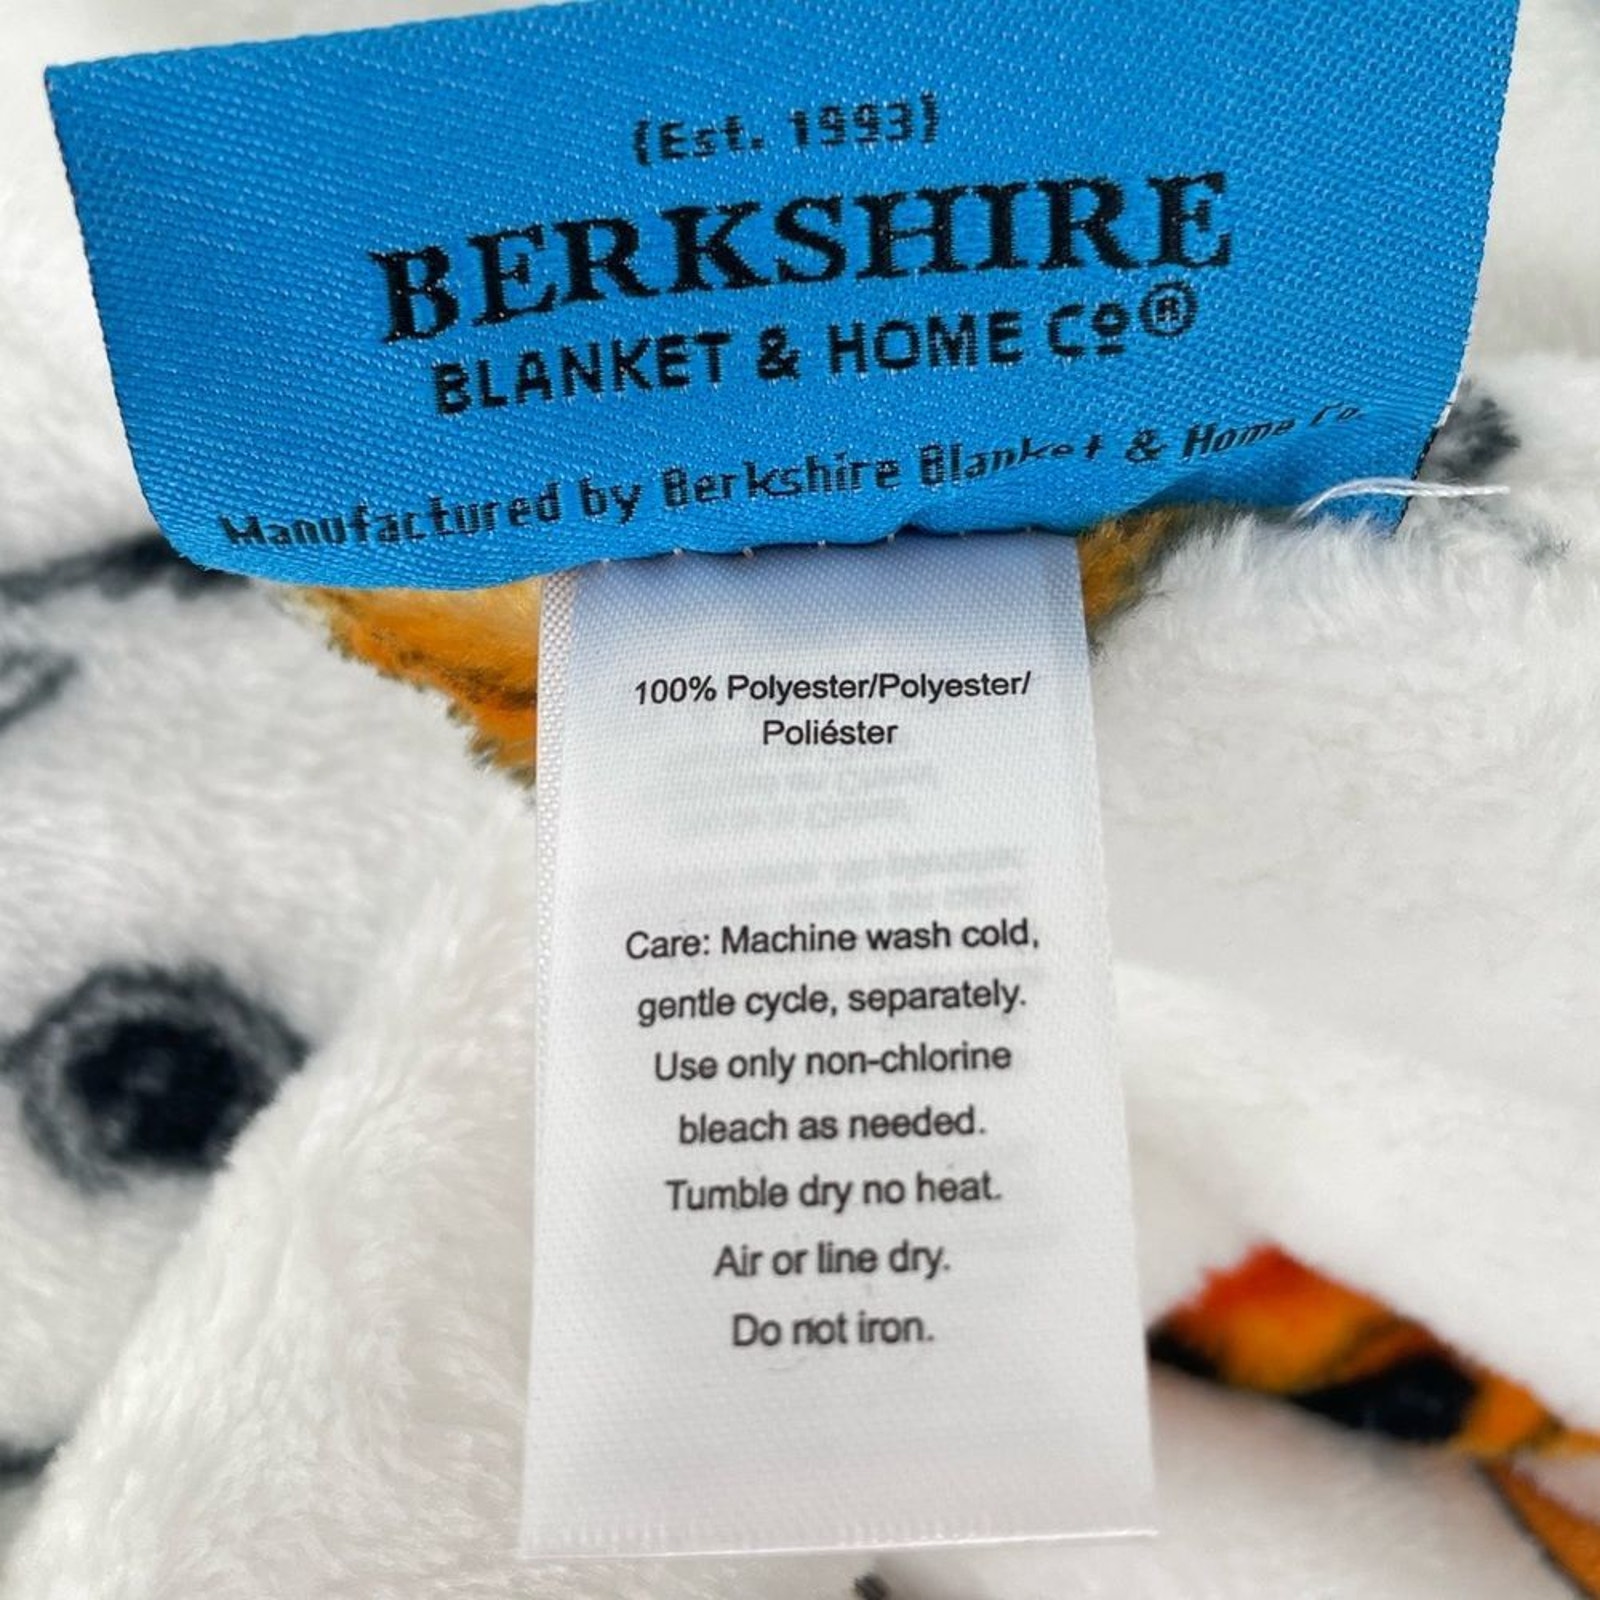 (Est. 1993)
BERKSHIRE
BLANKET & HOME Co®
Manufactured by Berkshire Blanket & Home Co.
100% Polyester/Polyester/
Poliéster
Care: Machine wash cold,
gentle cycle, separately.
Use only non-chlorine
bleach as needed.
Tumble dry no heat.
Air or line dry.
Do not iron.